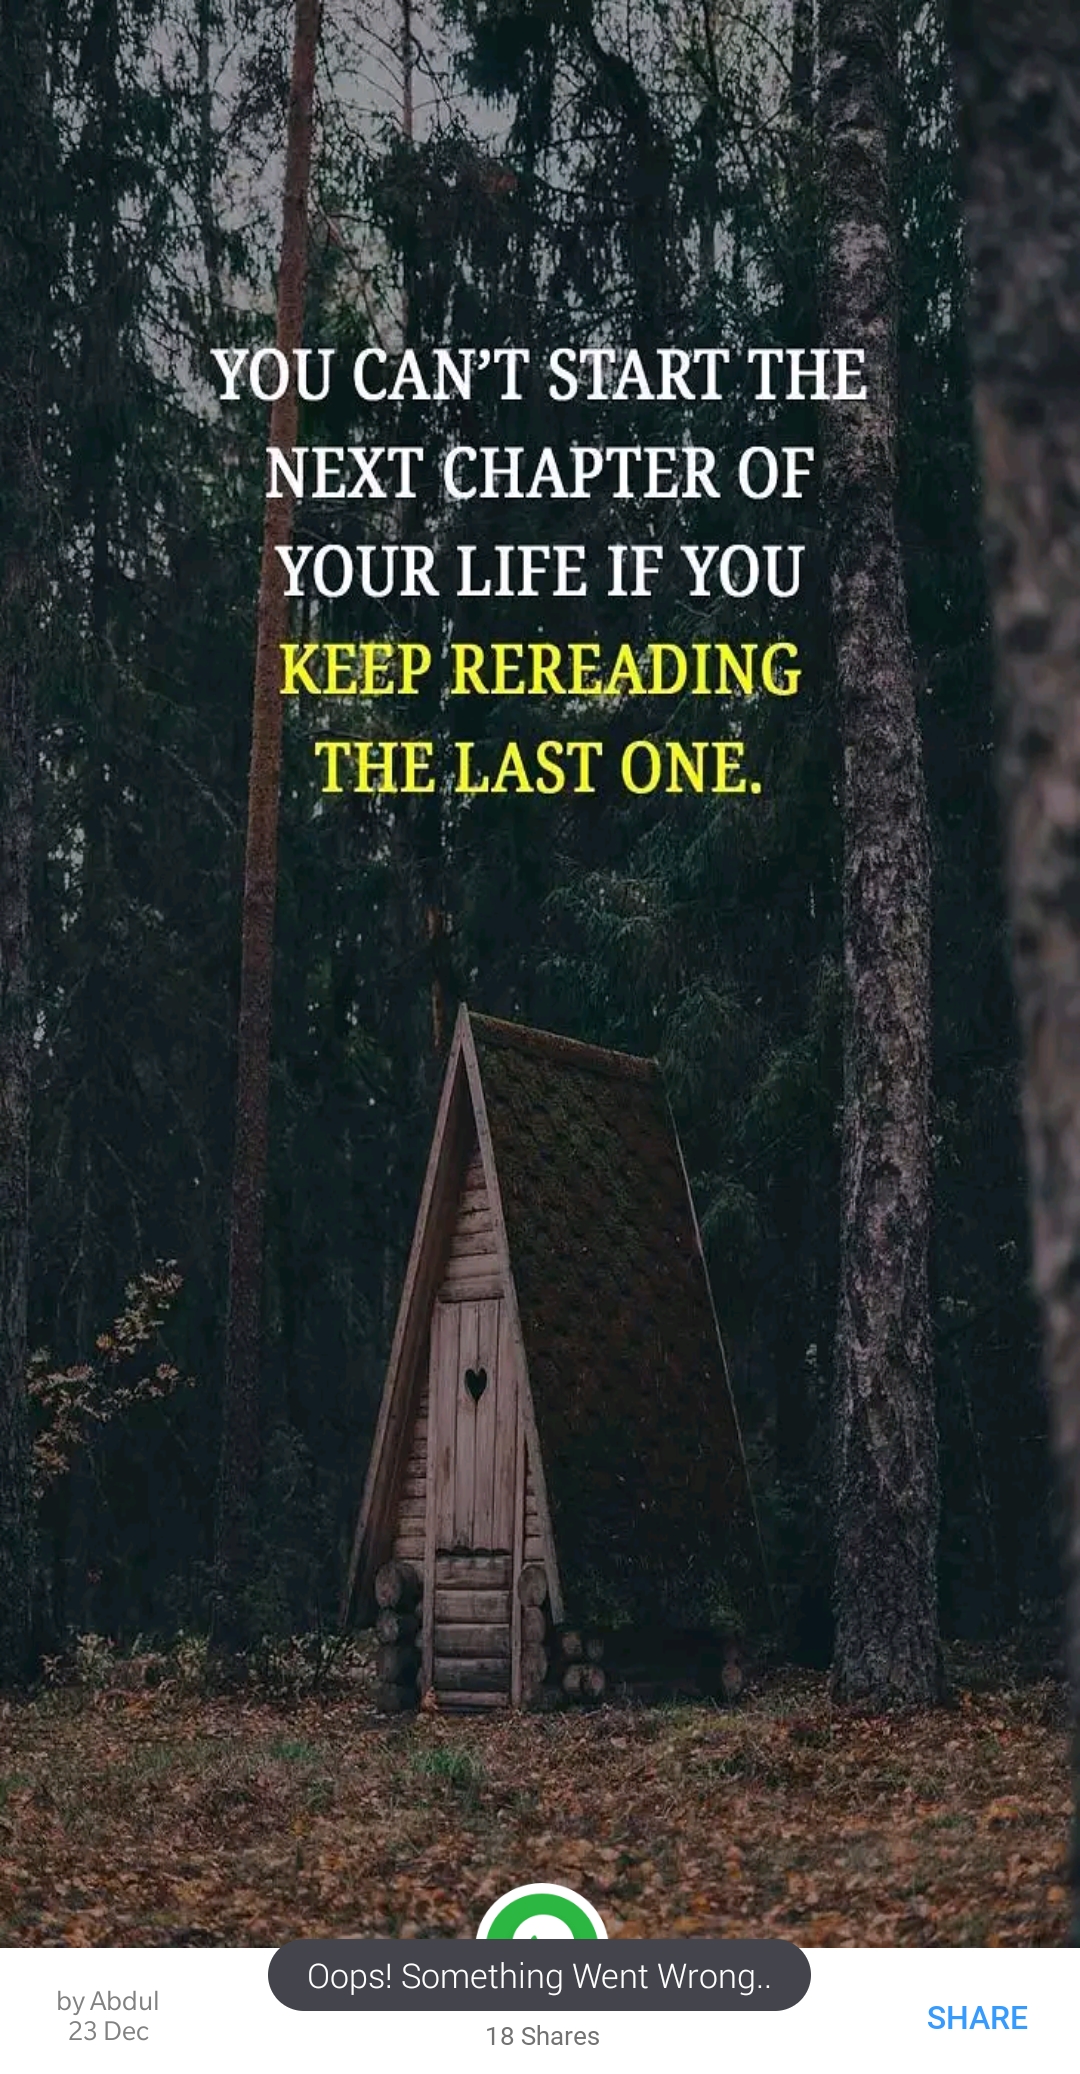 YOU CAN’T START THE
NEXT CHAPTER OF
YOUR LIFE IF YOU
KEEP REREADING
THE LAST ONE.
Oops! Something Went Wrong..
by Abdul
23 Dec
18 Shares
SHARE